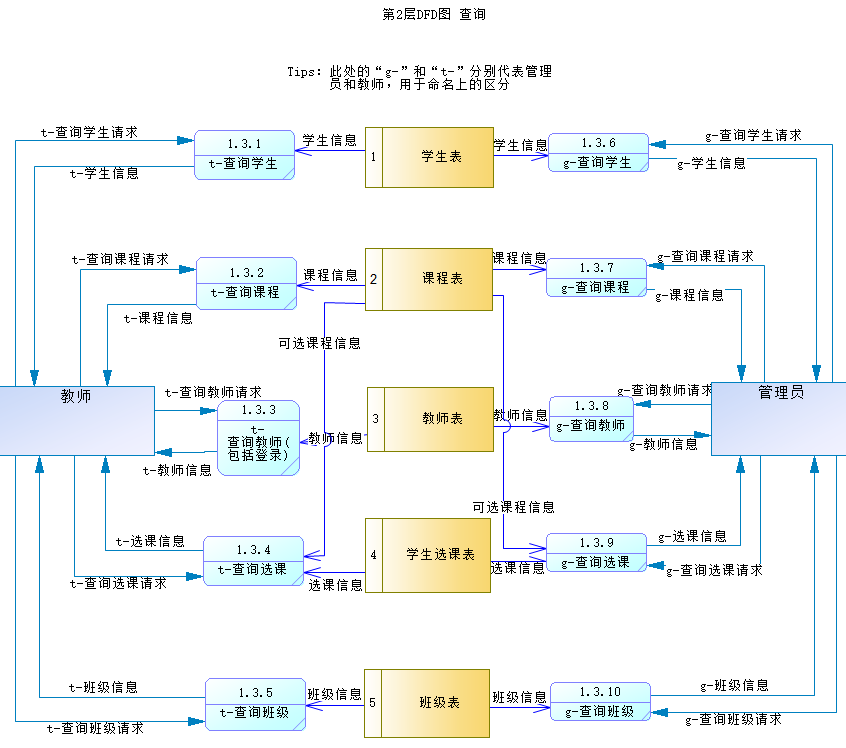 第2层DFD图 查询
Tips: 此处的“g-”和“t-”分别代表管理
员和教师，用于命名上的区分
t-查询学生请求
1.3.1
t-查询学生
t-学生信息
学生信息
1
学生表
学生信息
1.3.6
g-查询学生
g-查询学生请求
g-学生信息
t-查询课程请求
1.3.2
t-查询课程
t-课程信息
课程信息
2
课程表
课程信息
1.3.7
g-查询课程
g-查询课程请求
g-课程信息
可选课程信息
教师
t-查询教师请求
1.3.3
t-
查询教师(
包括登录)
t-教师信息
教师信息
3
教师表
教师信息
1.3.8
g-查询教师
g-查询教师请求
g-教师信息
管理员
可选课程信息
t-选课信息
1.3.4
t-查询选课
t-查询选课请求
选课信息
4
学生选课表
选课信息
1.3.9
g-查询选课
g-选课信息
g-查询选课请求
t-班级信息
1.3.5
t-查询班级
t-查询班级请求
班级信息
5
班级表
班级信息
1.3.10
g-查询班级
g-班级信息
g-查询班级请求